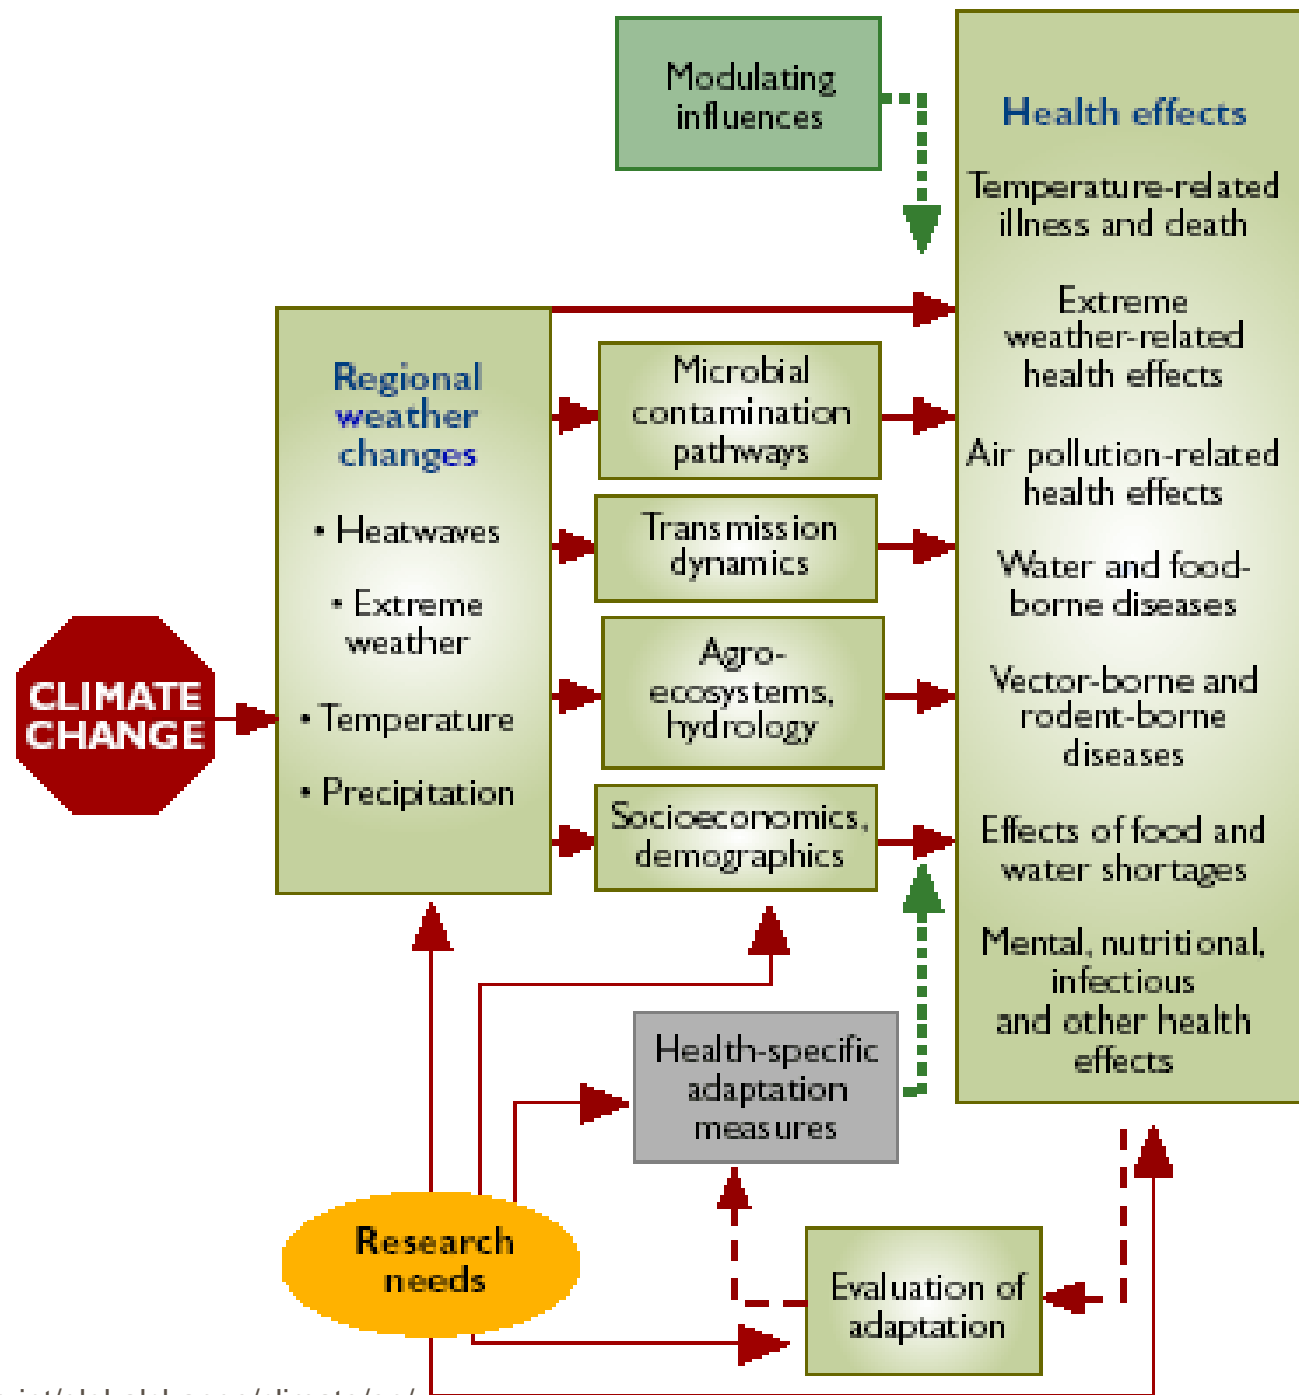 Modulating
influences
Health effects
Temperature-related
illness and death
Extreme
weather-related
health effects
Air pollution-related
health effects
Water and food-
borne diseases
Vector-borne and
rodent-borne
diseases
Effects of food and
water shortages
Mental, nutritional,
infectious
and other health
effects
Regional
weather
changes
• Heatwaves
• Extreme
weather
• Temperature
• Precipitation
Microbial
contamination
pathways
Transmission
dynamics
Agro-
ecosystems,
hydrology
Socioeconomics,
demographics
CLIMATE
CHANGE
Health-specific
adaptation
measures
Research
needs
Evaluation of
adaptation